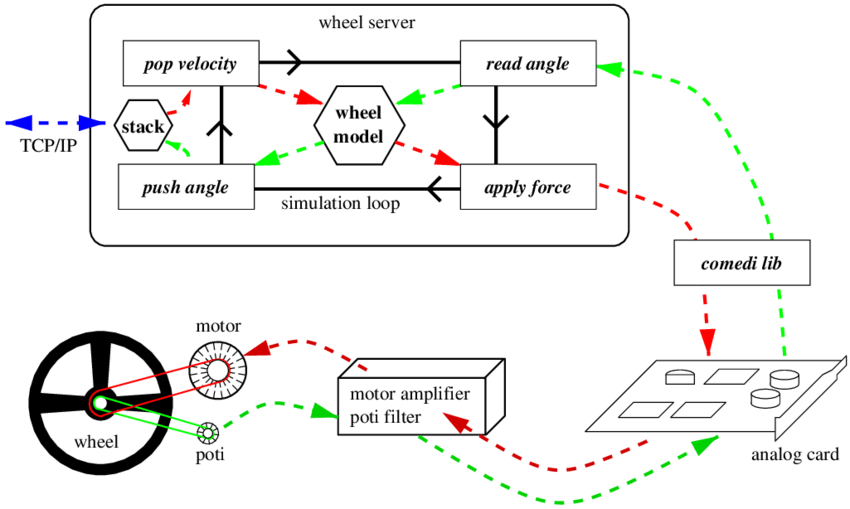 wheel server
pop velocity
read angle
wheel
model
stack
TCP/IP
push angle
apply force
simulation loop
comedi lib
motor
motor amplifier
poti filter
wheel
poti
analog card